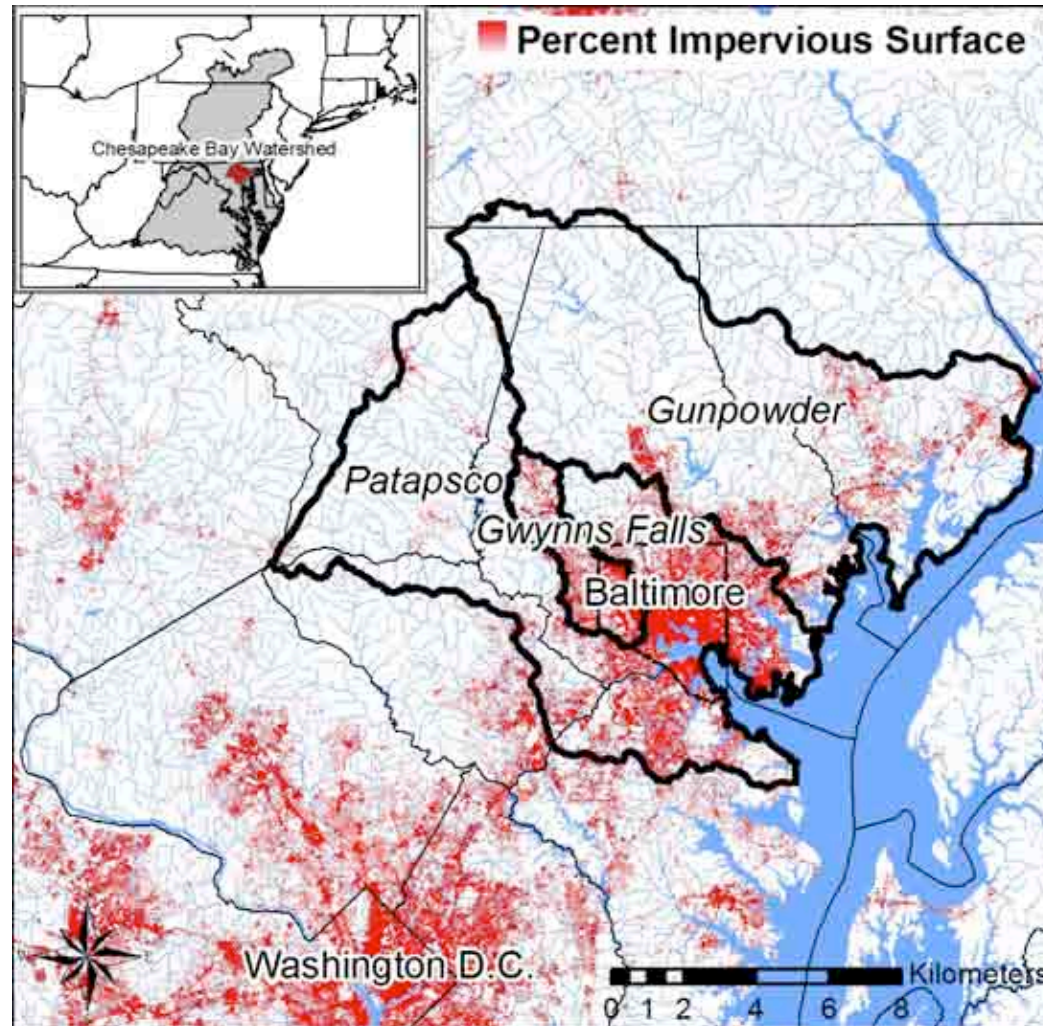 Percent Impervious Surface
Chesapeake Bay Watershed
Gunpowder
Patapsco
Gwynns Falls
Baltimore
Washington D.C.
Kilometers
0 1 2 4 6 8